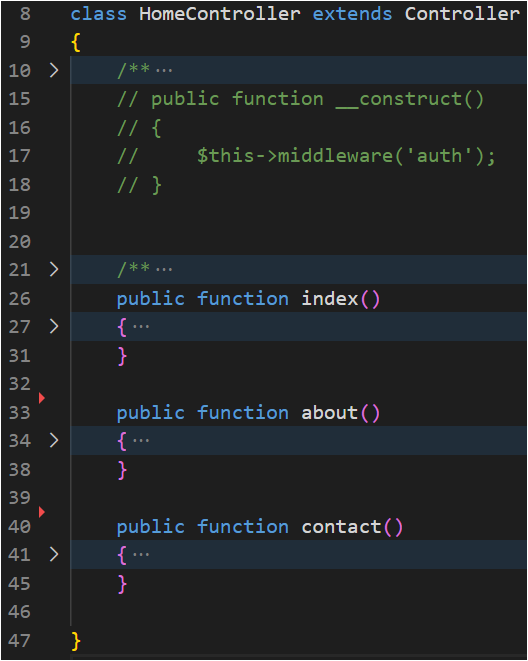 8 class HomeController extends Controller
9 {
10 > /** ···
15 // public function __construct()
16 // {
17 //     $this->middleware('auth');
18 // }
19
20
21 > /** ···
26 public function index()
27 > { ···
31 }
32
33 public function about()
34 > { ···
38 }
39
40 public function contact()
41 > { ···
45 }
46
47 }